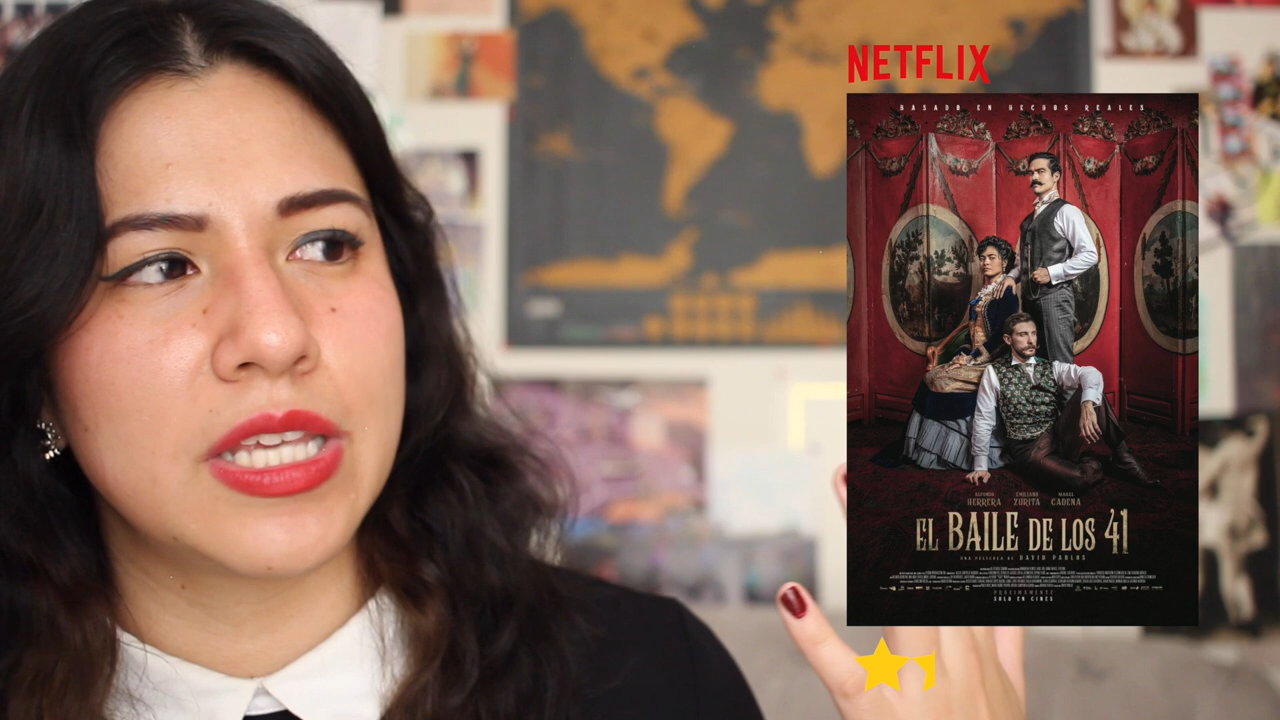 NETFLIX
BASADO EN HECHOS REALES
ALFONSO HERRERA
EMILIANO ZURITA
MABEL CADENA
EL BAILE DE LOS 41
UNA PELÍCULA DE DAVID PABLOS
PRÓXIMAMENTE
SOLO EN CINES